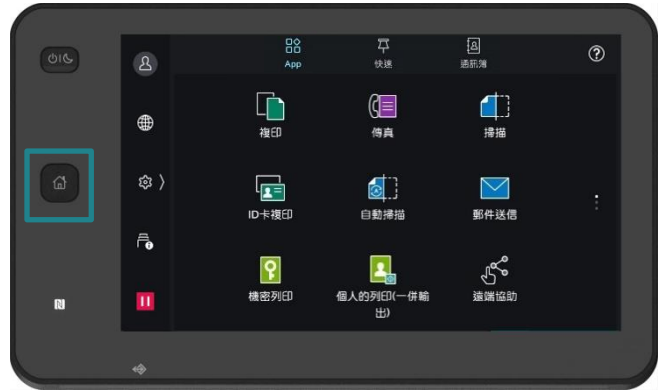 App
快速
通訊簿
複印
傳真
掃描
ID卡複印
自動掃描
郵件送信
機密列印
個人的列印(一併輸
出)
遠端協助